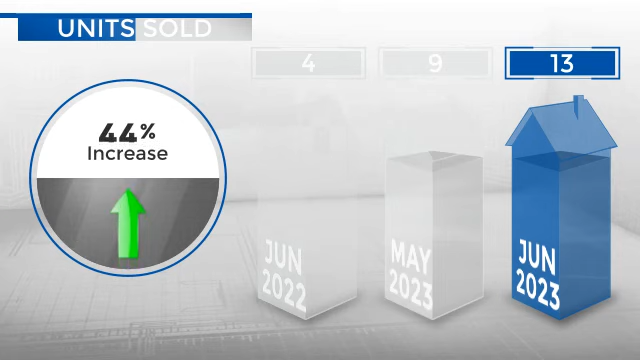 UNITS SOLD
4
9
13
44%
Increase
JUN
2022
MAY
2023
JUN
2023